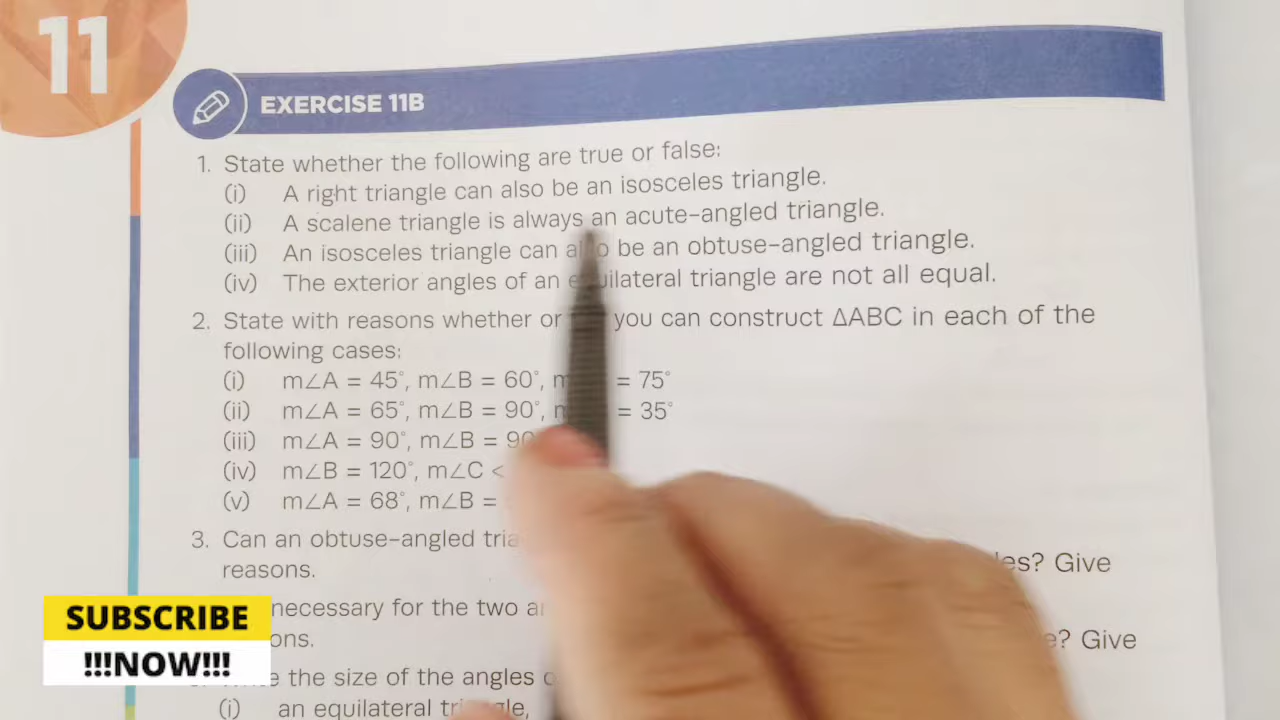 11
EXERCISE 11B
1. State whether the following are true or false:
(i) A right triangle can also be an isosceles triangle.
(ii) A scalene triangle is always an acute-angled triangle.
(iii) An isosceles triangle can also be an obtuse-angled triangle.
(iv) The exterior angles of an equilateral triangle are not all equal.
2. State with reasons whether or you can construct ΔABC in each of the
following cases:
(i) m∠A = 45°, m∠B = 60°, = 75°
(ii) m∠A = 65°, m∠B = 90°, = 35°
(iii) m∠A = 90°, m∠B =
(iv) m∠B = 120°, m∠C <
(v) m∠A = 68°, m∠B =
3. Can an obtuse-angled Give
reasons.
necessary for the two Give
the size of the angles
(i) an equilateral triangle,
SUBSCRIBE
!!!NOW!!!